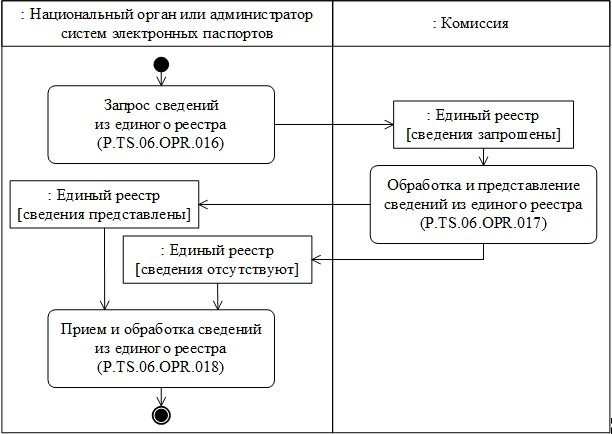 : Национальный орган или администратор
систем электронных паспортов
: Комиссия
Запрос сведений
из единого реестра
(P.TS.06.OPR.016)
: Единый реестр
[сведения запрошены]
Обработка и представление
сведений из единого реестра
(P.TS.06.OPR.017)
: Единый реестр
[сведения представлены]
: Единый реестр
[сведения отсутствуют]
Прием и обработка сведений
из единого реестра
(P.TS.06.OPR.018)